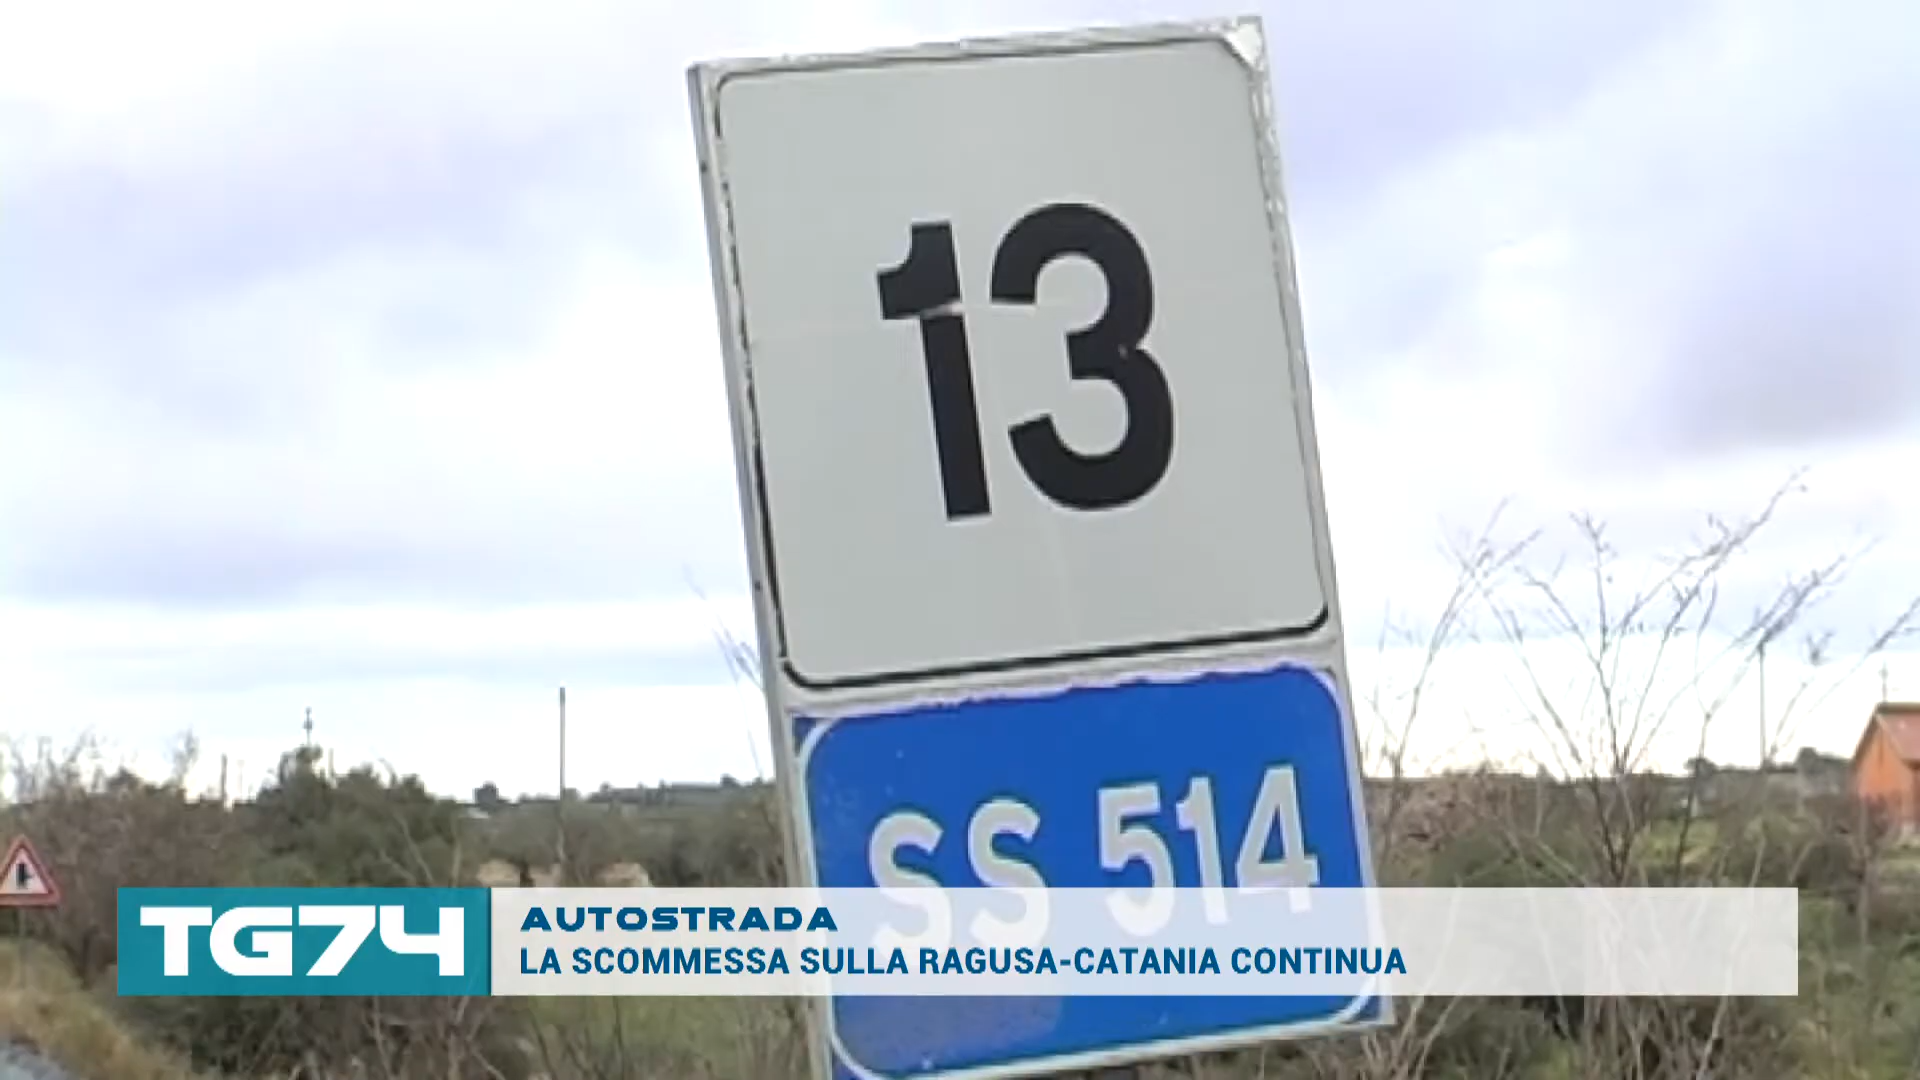 13
SS 514
TG74
AUTOSTRADA
LA SCOMMESSA SULLA RAGUSA-CATANIA CONTINUA